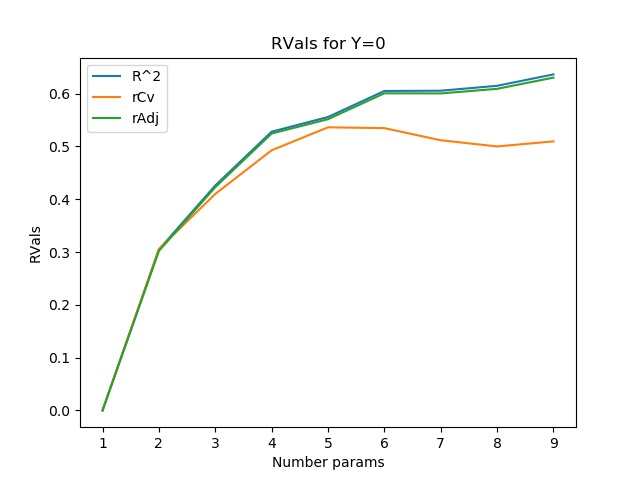 RVals for Y=0
R^2
rCv
rAdj
RVals
0.6
0.5
0.4
0.3
0.2
0.1
0.0
1 2 3 4 5 6 7 8 9
Number params